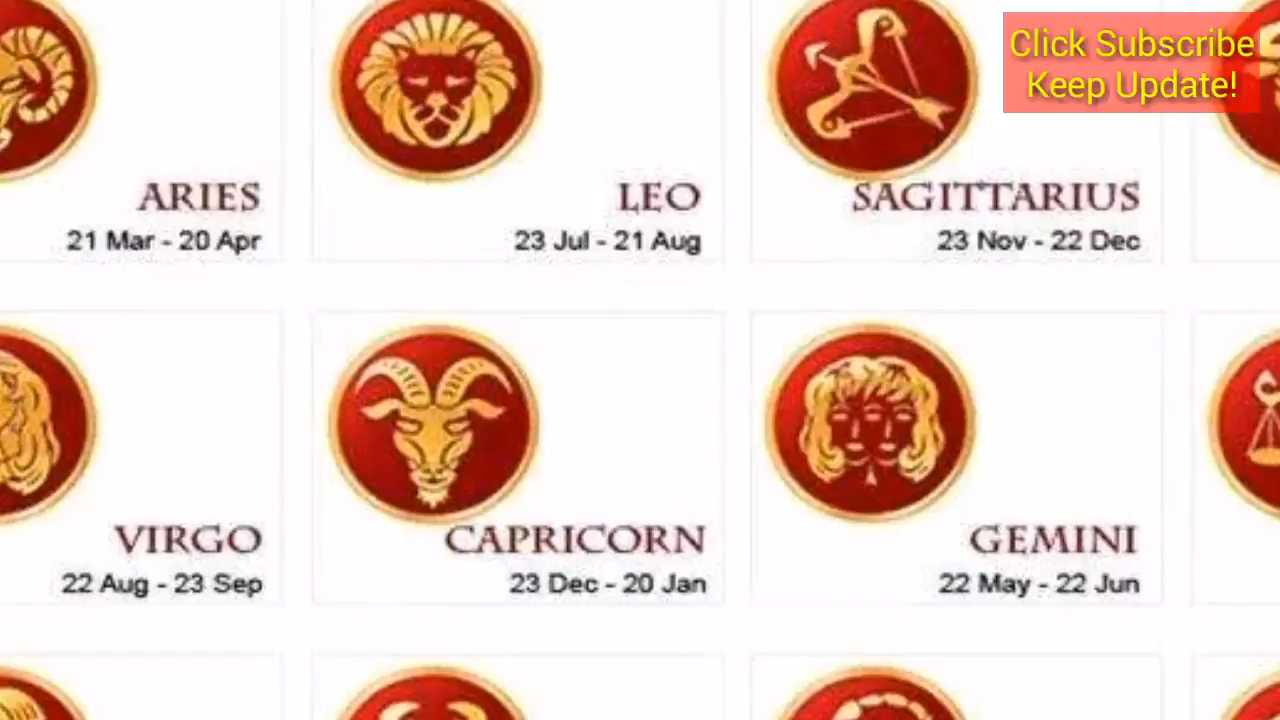 Click Subscribe
Keep Update!
ARIES
21 Mar - 20 Apr
LEO
23 Jul - 21 Aug
SAGITTARIUS
23 Nov - 22 Dec
VIRGO
22 Aug - 23 Sep
CAPRICORN
23 Dec - 20 Jan
GEMINI
22 May - 22 Jun